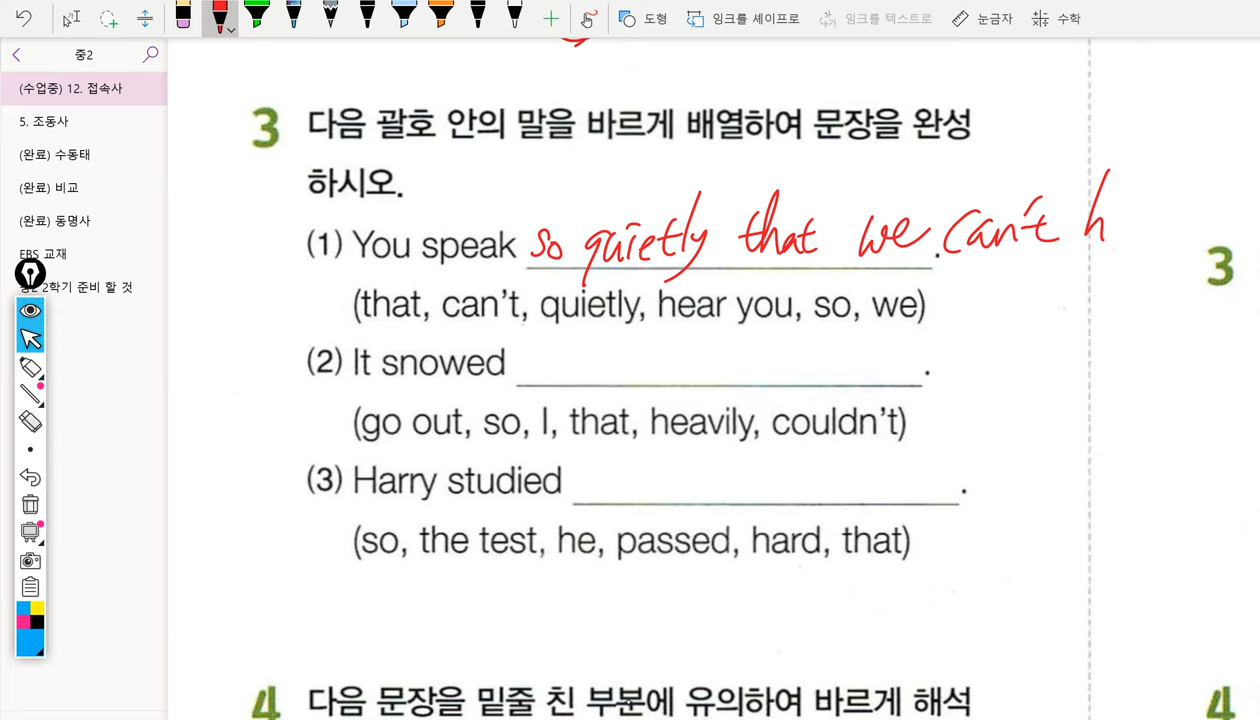 도형 잉크를 셰이프로 잉크를 텍스트로 눈금자 수학
중2
(수업중) 12. 접속사
5. 조동사
(완료) 수동태
(완료) 비교
(완료) 동명사
EBS 교재
2학기 준비 할 것
3 다음 괄호 안의 말을 바르게 배열하여 문장을 완성
하시오.
(1) You speak so quietly that we can't h.
(that, can't, quietly, hear you, so, we)
(2) It snowed .
(go out, so, I, that, heavily, couldn't)
(3) Harry studied .
(so, the test, he, passed, hard, that)
4 다음 문장을 밑줄 친 부분에 유의하여 바르게 해석
3
4